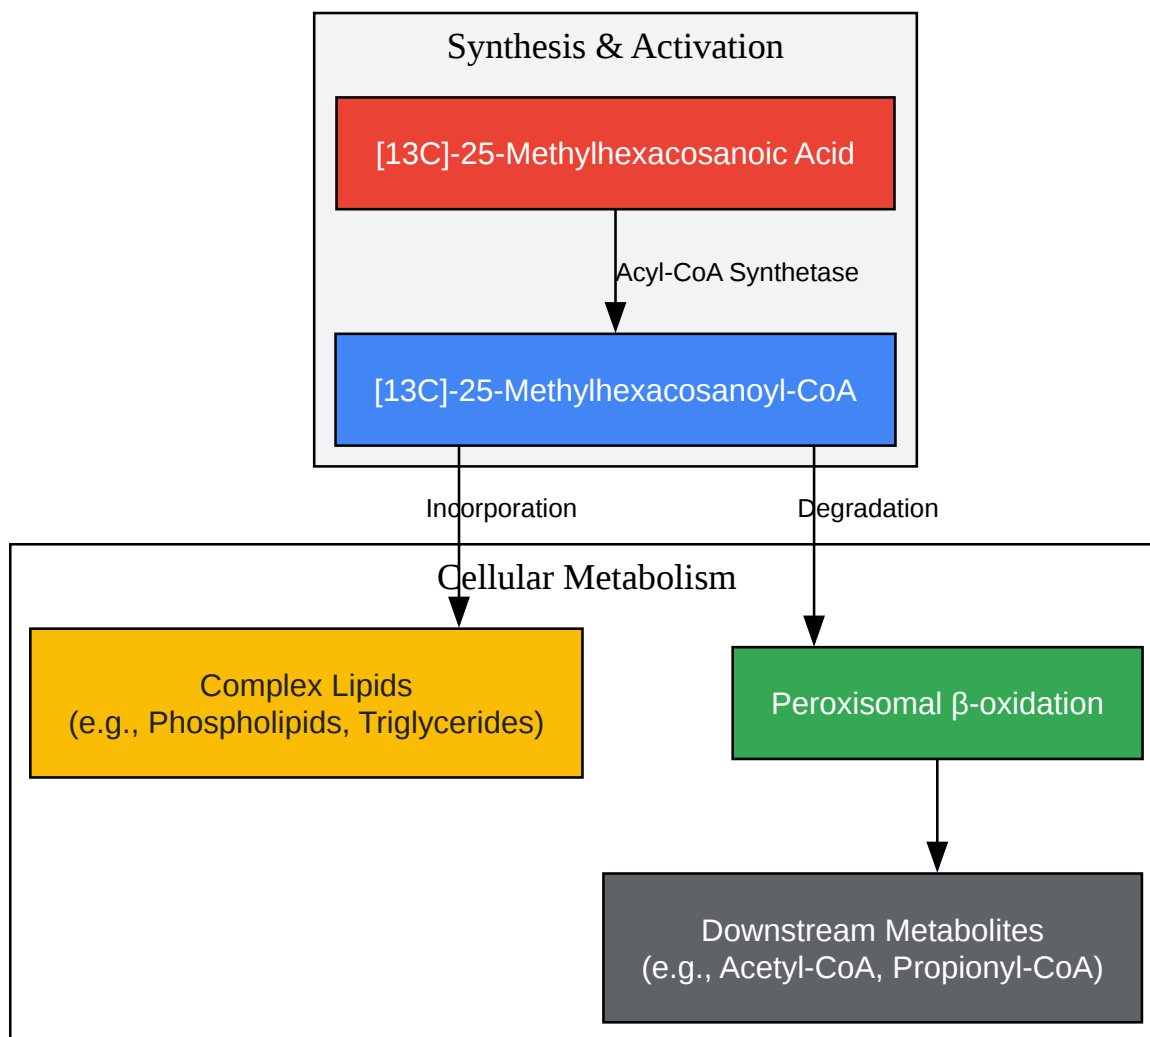 Synthesis & Activation
[13C]-25-Methylhexacosanoic Acid
Acyl-CoA Synthetase
[13C]-25-Methylhexacosanoyl-CoA
Incorporation
Degradation
Cellular Metabolism
Complex Lipids
(e.g., Phospholipids, Triglycerides)
Peroxisomal β-oxidation
Downstream Metabolites
(e.g., Acetyl-CoA, Propionyl-CoA)